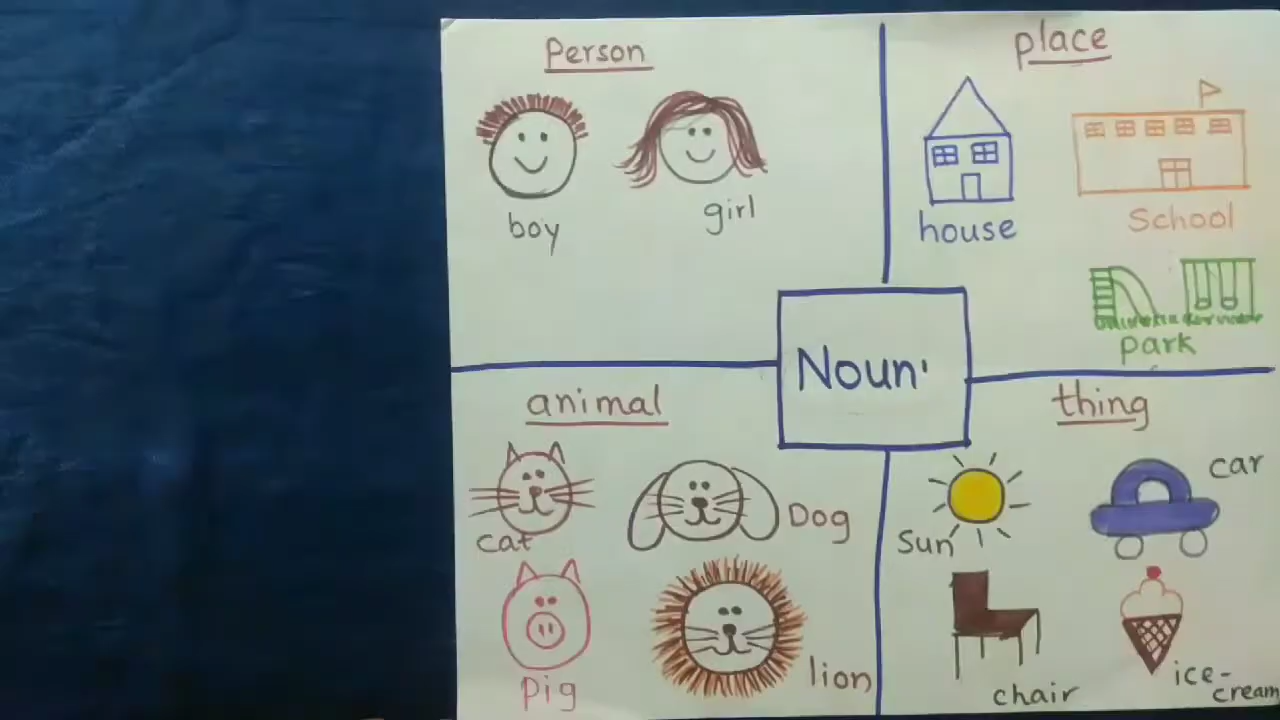 Person
boy
girl
place
house
School
park
Noun
animal
cat
Dog
pig
lion
thing
Sun
car
chair
ice-
cream